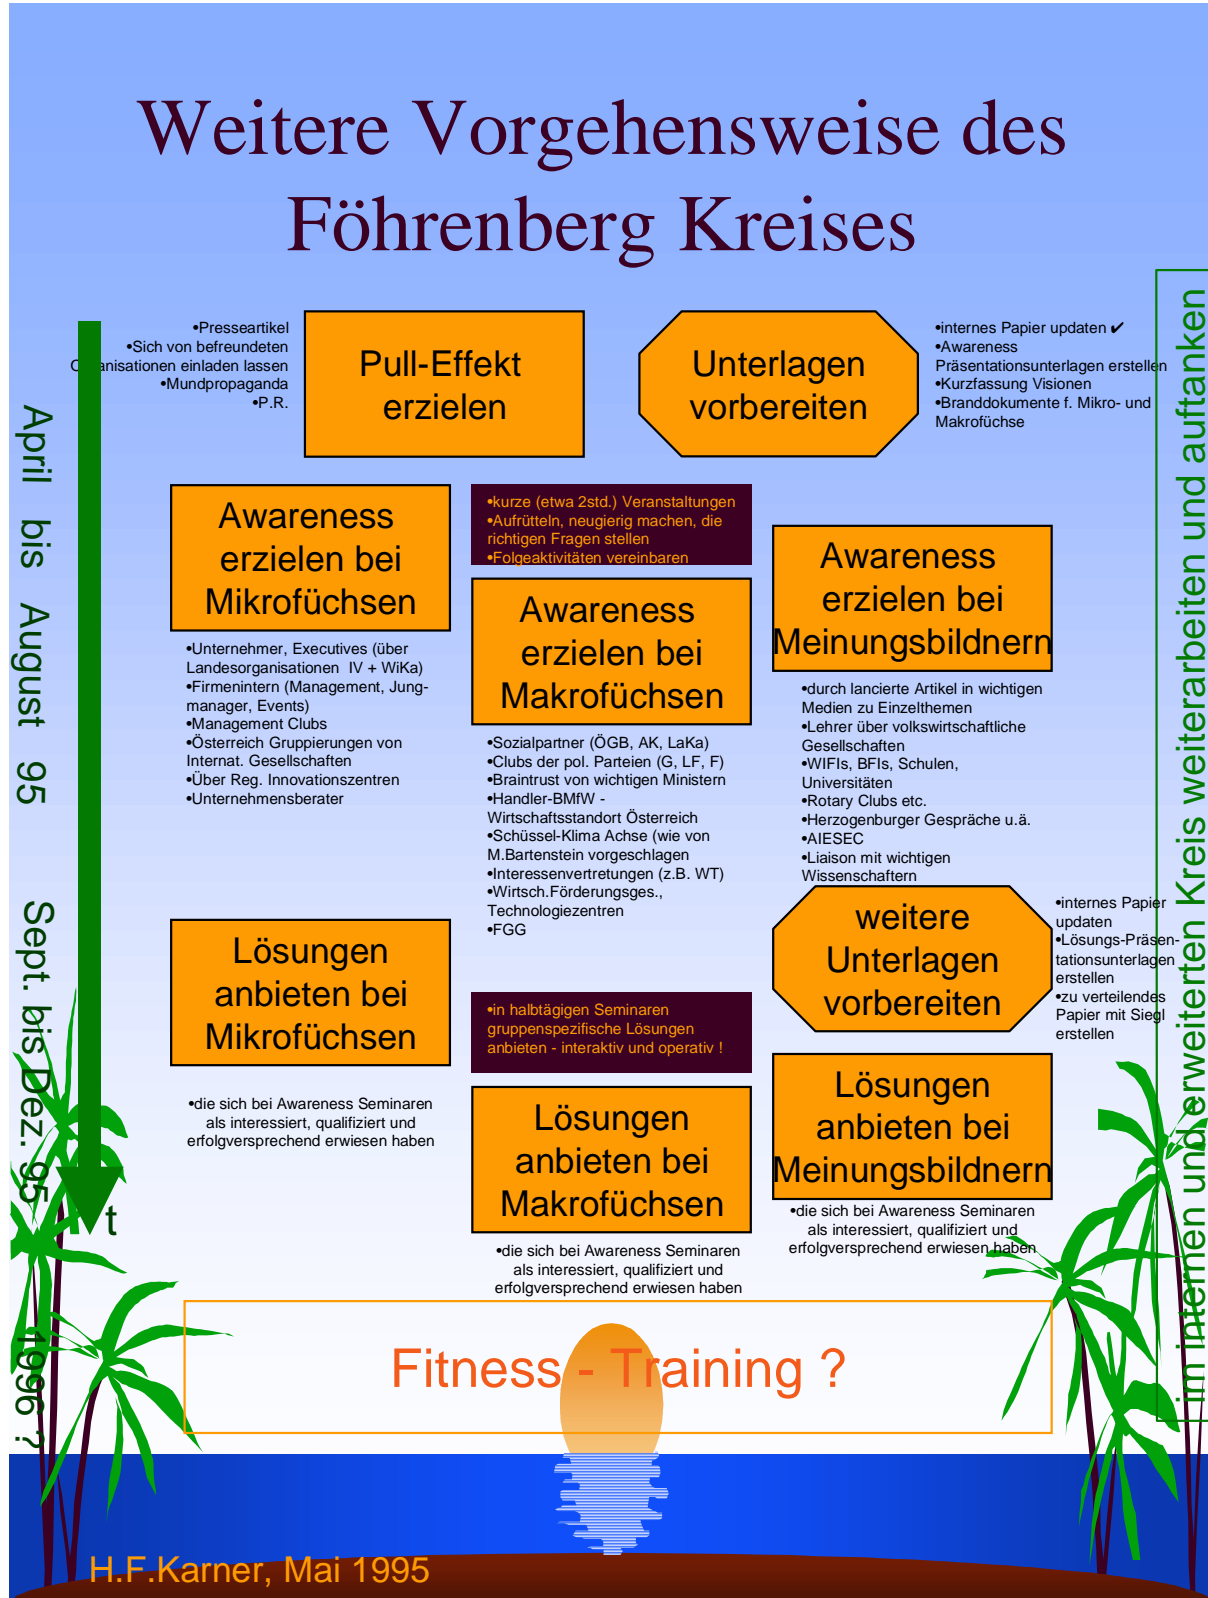 Weitere Vorgehensweise des
Föhrenberg Kreises
•Presseartikel
•Sich von befreundeten
Organisationen einladen lassen
•Mundpropaganda
•P.R.
Pull-Effekt
erzielen
Unterlagen
vorbereiten
•internes Papier updaten ✔
•Awareness
Präsentationsunterlagen erstellen
•Kurzfassung Visionen
•Branddokumente f. Mikro- und
Makrofüchse
Awareness
erzielen bei
Mikrofüchsen
•Unternehmer, Executives (über
Landesorganisationen  IV + WiKa)
•Firmenintern (Management, Jung-
manager, Events)
•Management Clubs
•Österreich Gruppierungen von
Internat. Gesellschaften
•Über Reg. Innovationszentren
•Unternehmensberater
•kurze (etwa 2std.) Veranstaltungen
•Aufrütteln, neugierig machen, die
richtigen Fragen stellen
•Folgeaktivitäten vereinbaren
Awareness
erzielen bei
Makrofüchsen
•Sozialpartner (ÖGB, AK, LaKa)
•Clubs der pol. Parteien (G, LF, F)
•Braintrust von wichtigen Ministern
•Handler-BMfW -
Wirtschaftsstandort Österreich
•Schüssel-Klima Achse (wie von
M.Bartenstein vorgeschlagen
•Interessenvertretungen (z.B. WT)
•Wirtsch.Förderungsges.,
Technologiezentren
•FGG
Awareness
erzielen bei
Meinungsbildnern
•durch lancierte Artikel in wichtigen
Medien zu Einzelthemen
•Lehrer über volkswirtschaftliche
Gesellschaften
•WIFIs, BFIs, Schulen,
Universitäten
•Rotary Clubs etc.
•Herzogenburger Gespräche u.ä.
•AIESEC
•Liaison mit wichtigen
Wissenschaftern
weitere
Unterlagen
vorbereiten
•internes Papier
updaten
•Lösungs-Präsen-
tationsunterlagen
erstellen
•zu verteilendes
Papier mit Siegl
erstellen
Lösungen
anbieten bei
Mikrofüchsen
•die sich bei Awareness Seminaren
als interessiert, qualifiziert und
erfolgversprechend erwiesen haben
•in halbtägigen Seminaren
gruppenspezifische Lösungen
anbieten - interaktiv und operativ !
Lösungen
anbieten bei
Makrofüchsen
•die sich bei Awareness Seminaren
als interessiert, qualifiziert und
erfolgversprechend erwiesen haben
Lösungen
anbieten bei
Meinungsbildnern
•die sich bei Awareness Seminaren
als interessiert, qualifiziert und
erfolgversprechend erwiesen haben
April bis August 95 Sept. bis Dez. 95 1996 ?
t
im internen und erweiterten Kreis weiterarbeiten und auftanken
Fitness - Training ?
H.F.Karner, Mai 1995